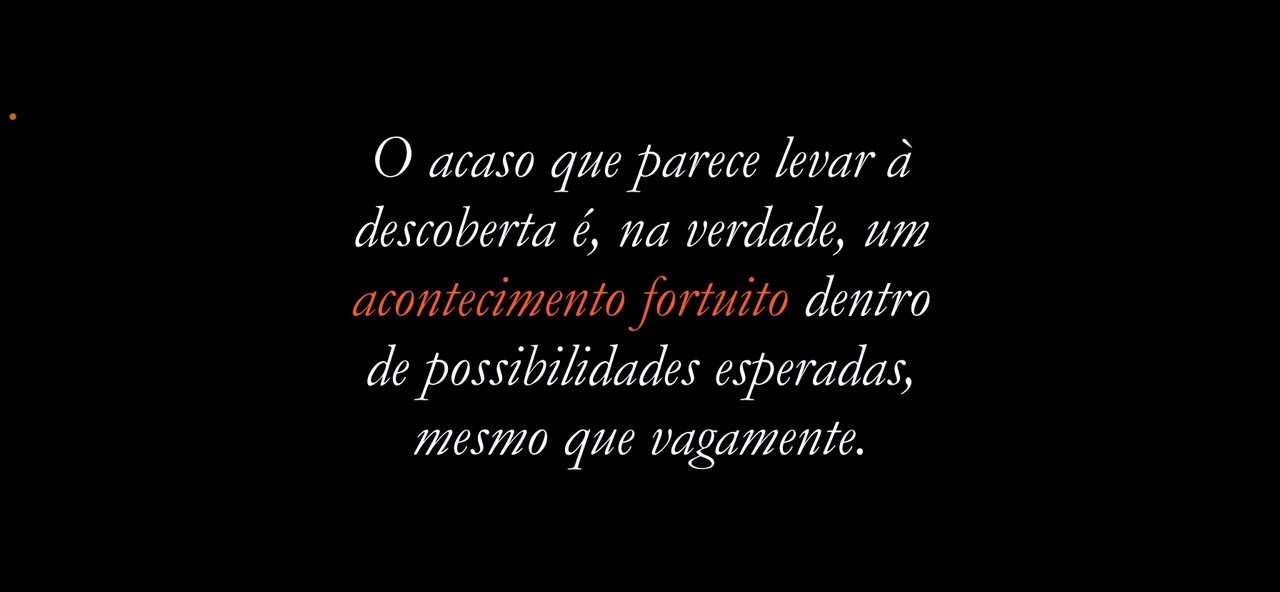 O acaso que parece levar à
descoberta é, na verdade, um
acontecimento fortuito dentro
de possibilidades esperadas,
mesmo que vagamente.